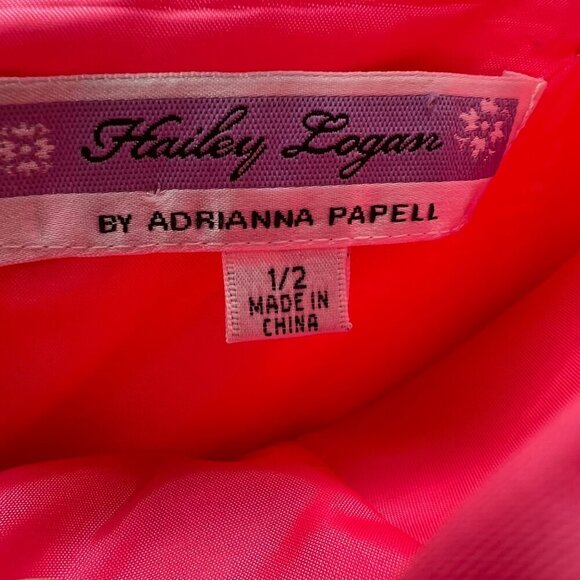 Hailey Logan
BY ADRIANNA PAPELL
1/2
MADE IN
CHINA